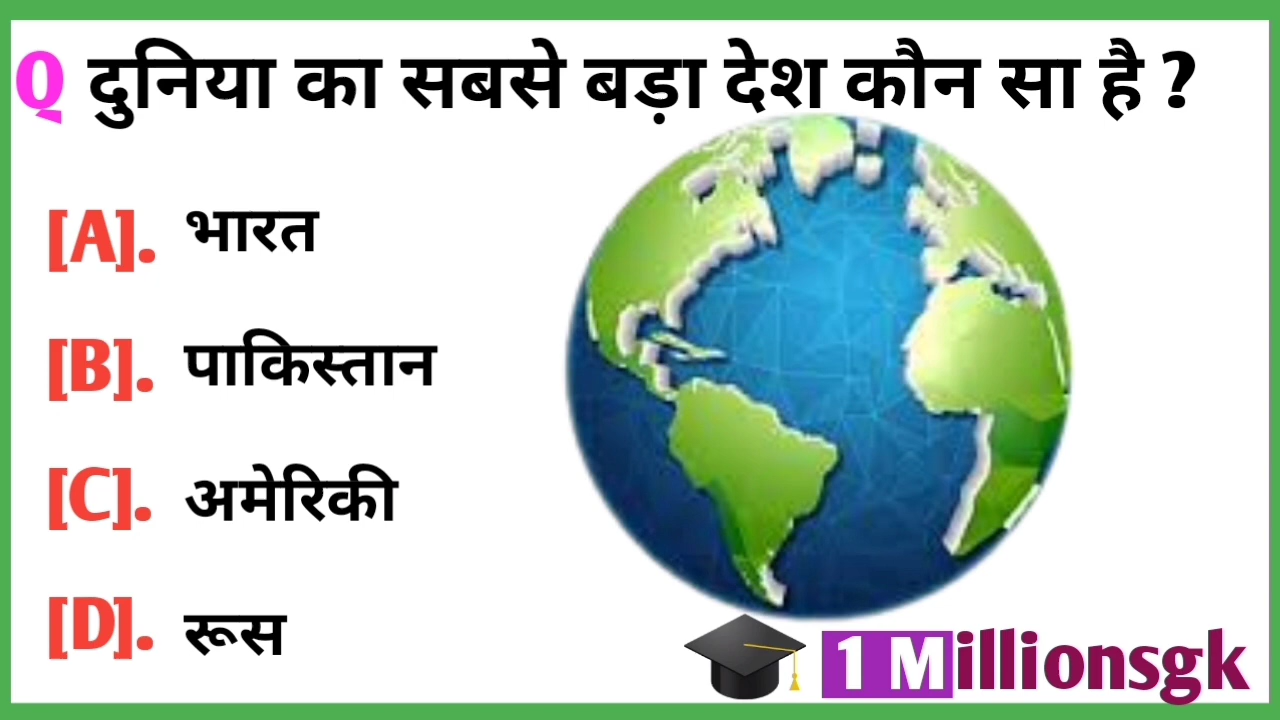 Q दुनिया का सबसे बड़ा देश कौन सा है ?
[A]. भारत
[B]. पाकिस्तान
[C]. अमेरिकी
[D]. रूस
1 Millionsgk